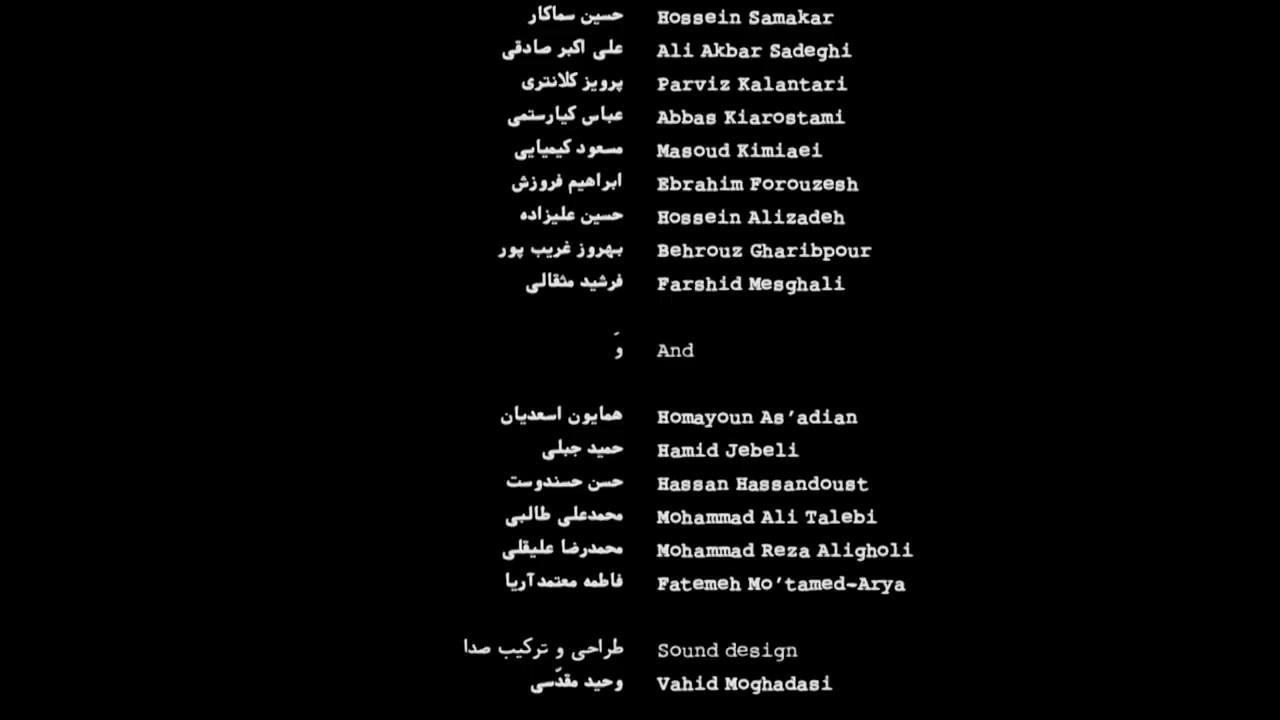 حسین سماکار Hossein Samakar
علی اکبر صادقی Ali Akbar Sadeghi
پرویز کلانتری Parviz Kalantari
عباس کیارستمی Abbas Kiarostami
مسعود کیمیایی Masoud Kimiaei
ابراهیم فروزش Ebrahim Forouzesh
حسین علیزاده Hossein Alizadeh
بهروز غریب پور Behrouz Gharibpour
فرشید مثقالی Farshid Mesghali
وَ And
همایون اسعدیان Homayoun As’adian
حمید جبلی Hamid Jebeli
حسن حسندوست Hassan Hassandoust
محمدعلی طالبی Mohammad Ali Talebi
محمدرضا علیقلی Mohammad Reza Aligholi
فاطمه معتمدآریا Fatemeh Mo’tamed-Arya
طراحی و ترکیب صدا Sound design
وحید مقدّسی Vahid Moghadasi